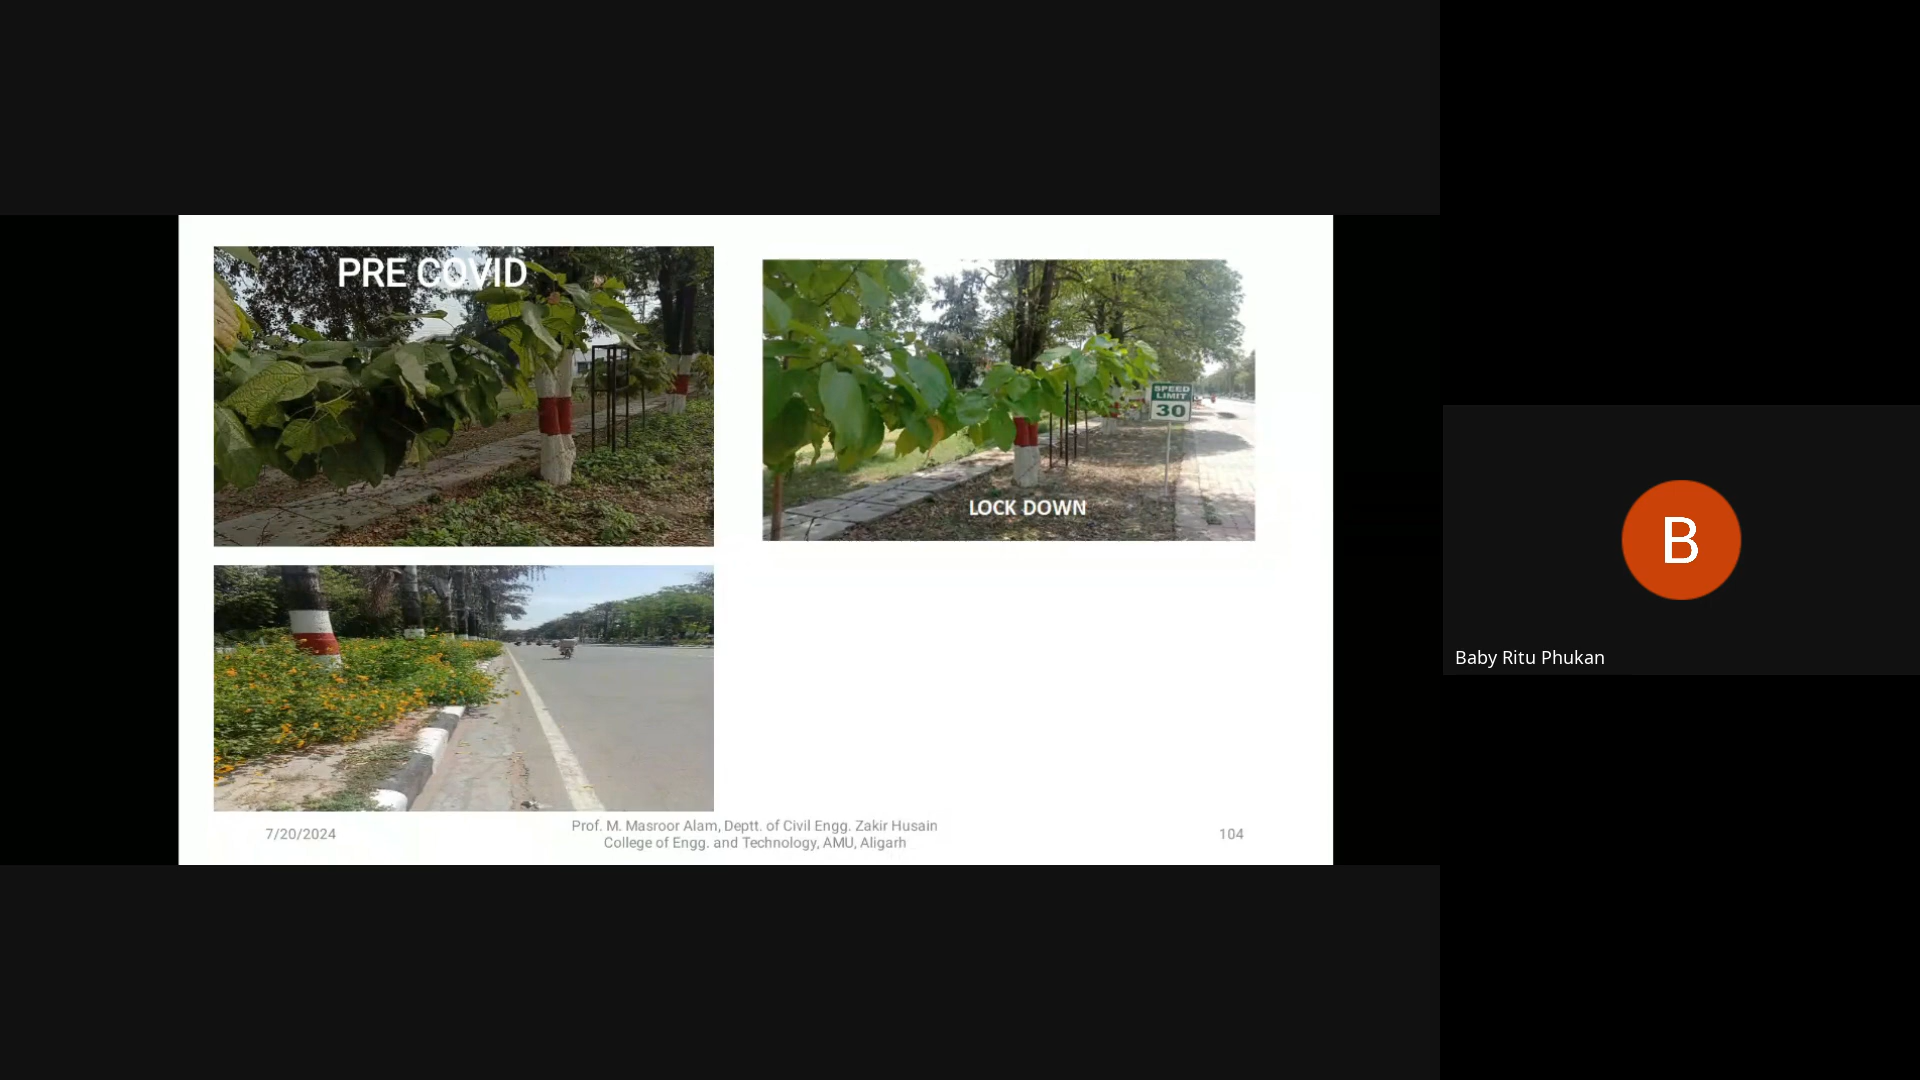 PRE COVID
SPEED
LIMIT
30
LOCK DOWN
7/20/2024
Prof. M. Masroor Alam, Deptt. of Civil Engg. Zakir Husain
College of Engg. and Technology, AMU, Aligarh
104
B
Baby Ritu Phukan